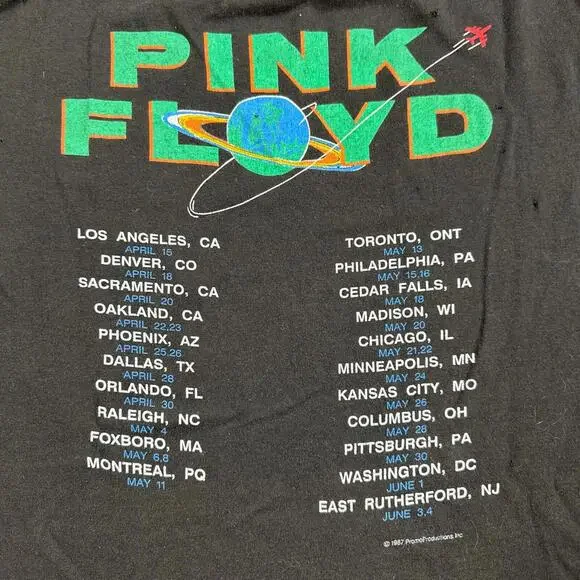 PINK
FLOYD
LOS ANGELES, CA
APRIL 16
DENVER, CO
APRIL 18
SACRAMENTO, CA
APRIL 20
OAKLAND, CA
APRIL 22,23
PHOENIX, AZ
APRIL 25,26
DALLAS, TX
APRIL 28
ORLANDO, FL
APRIL 30
RALEIGH, NC
MAY 4
FOXBORO, MA
MAY 6,8
MONTREAL, PQ
MAY 11
TORONTO, ONT
MAY 13
PHILADELPHIA, PA
MAY 15,16
CEDAR FALLS, IA
MAY 18
MADISON, WI
MAY 20
CHICAGO, IL
MAY 21,22
MINNEAPOLIS, MN
MAY 24
KANSAS CITY, MO
MAY 26
COLUMBUS, OH
MAY 28
PITTSBURGH, PA
MAY 30
WASHINGTON, DC
JUNE 1
EAST RUTHERFORD, NJ
JUNE 3,4
© 1987 PromoProductions, Inc.